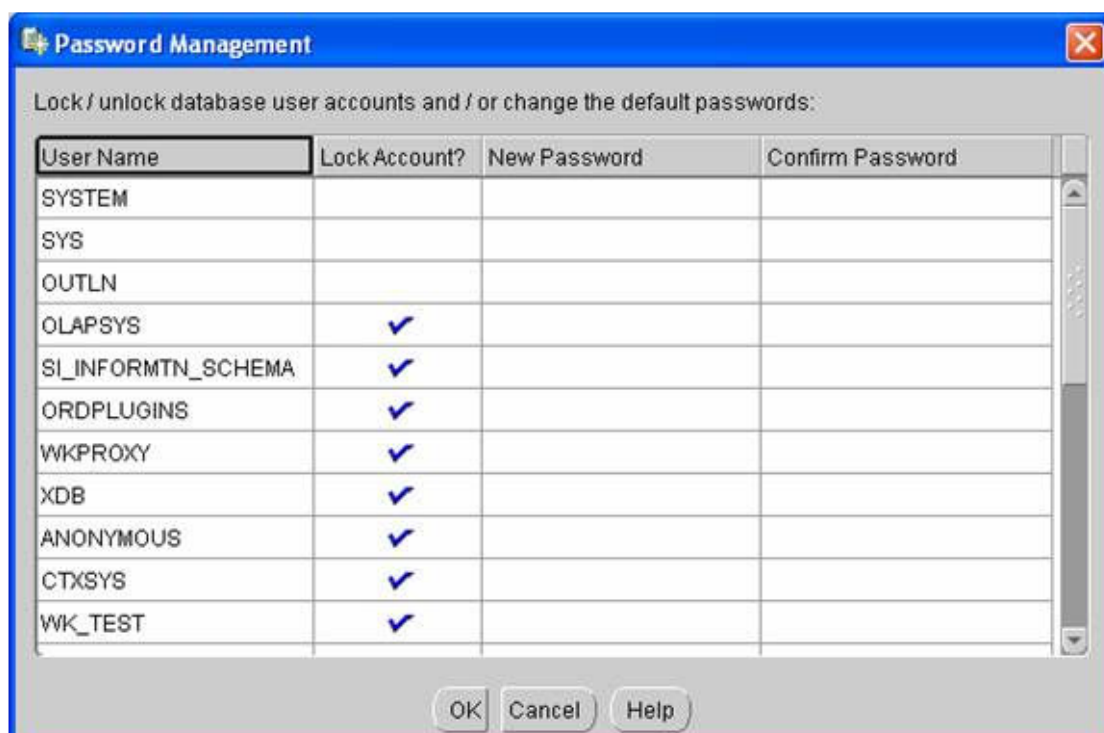 Password Management
Lock / unlock database user accounts and / or change the default passwords:
User Name Lock Account? New Password Confirm Password
SYSTEM
SYS
OUTLN
OLAPSYS
SI_INFORMTN_SCHEMA
ORDPLUGINS
WKPROXY
XDB
ANONYMOUS
CTXSYS
WK_TEST
OK Cancel Help